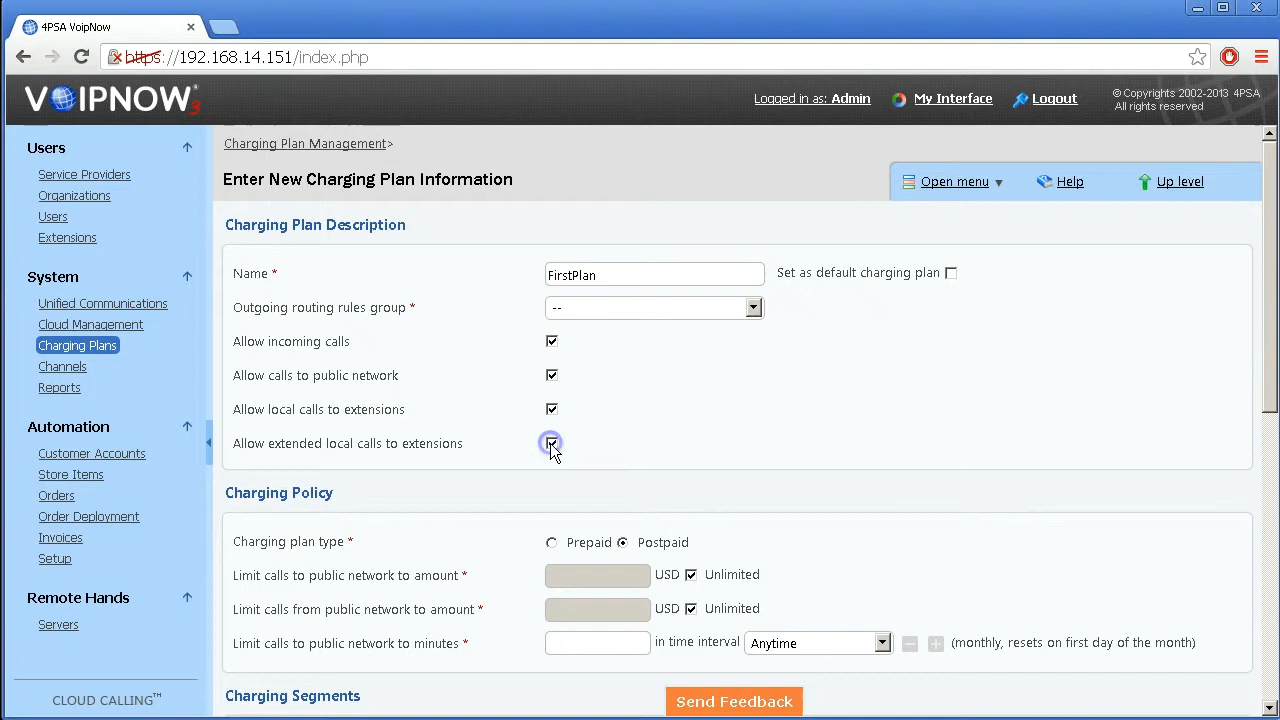 4PSA VoipNow
https://192.168.14.151/index.php
VOIPNOW 3
Logged in as: Admin
My Interface
Logout
© Copyrights 2002-2013 4PSA
All rights reserved
Users
Service Providers
Organizations
Users
Extensions
System
Unified Communications
Cloud Management
Charging Plans
Channels
Reports
Automation
Customer Accounts
Store Items
Orders
Order Deployment
Invoices
Setup
Remote Hands
Servers
CLOUD CALLING™
Charging Plan Management>
Enter New Charging Plan Information
Open menu
Help
Up level
Charging Plan Description
Name * FirstPlan Set as default charging plan
Outgoing routing rules group * --
Allow incoming calls
Allow calls to public network
Allow local calls to extensions
Allow extended local calls to extensions
Charging Policy
Charging plan type * Prepaid Postpaid
Limit calls to public network to amount * USD Unlimited
Limit calls from public network to amount * USD Unlimited
Limit calls to public network to minutes * in time interval Anytime (monthly, resets on first day of the month)
Charging Segments
Send Feedback